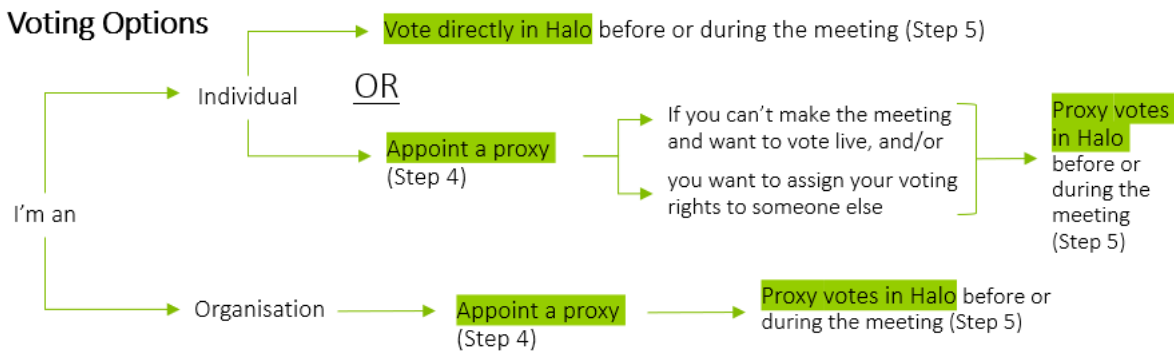 Voting Options
Vote directly in Halo before or during the meeting (Step 5)
Individual
OR
Appoint a proxy
(Step 4)
If you can't make the meeting
and want to vote live, and/or
you want to assign your voting
rights to someone else
Proxy votes
in Halo
before or
during the
meeting
(Step 5)
I'm an
Organisation
Appoint a proxy
(Step 4)
Proxy votes in Halo before or
during the meeting (Step 5)